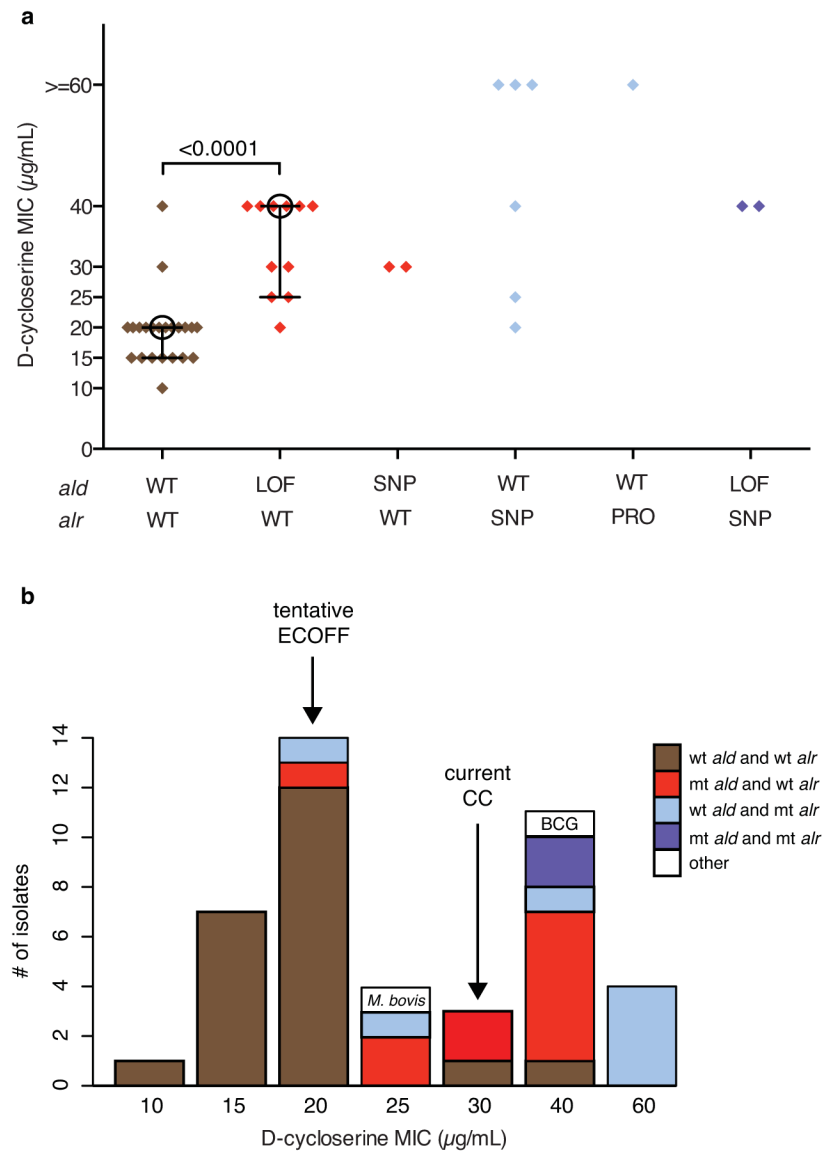 a
D-cycloserine MIC (µg/mL)
>=60
40
30
25
20
15
10
0
<0.0001
ald WT LOF SNP WT WT LOF
alr WT WT WT SNP PRO SNP
b
tentative
ECOFF
current
CC
# of isolates
14
12
10
8
6
4
2
0
M. bovis
BCG
wt ald and wt alr
mt ald and wt alr
wt ald and mt alr
mt ald and mt alr
other
10 15 20 25 30 40 60
D-cycloserine MIC (µg/mL)